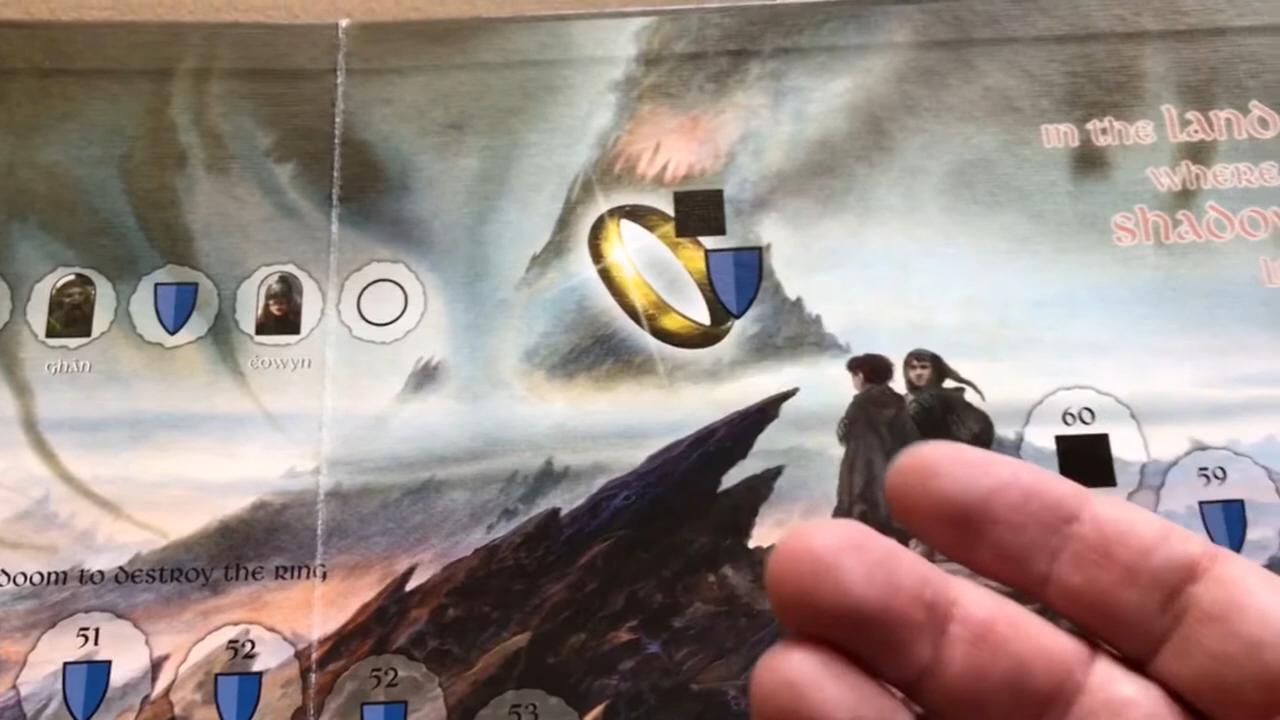 in the land
where
shadow
ghân
éowyn
60
59
doom to destroy the ring
51
52
52
53